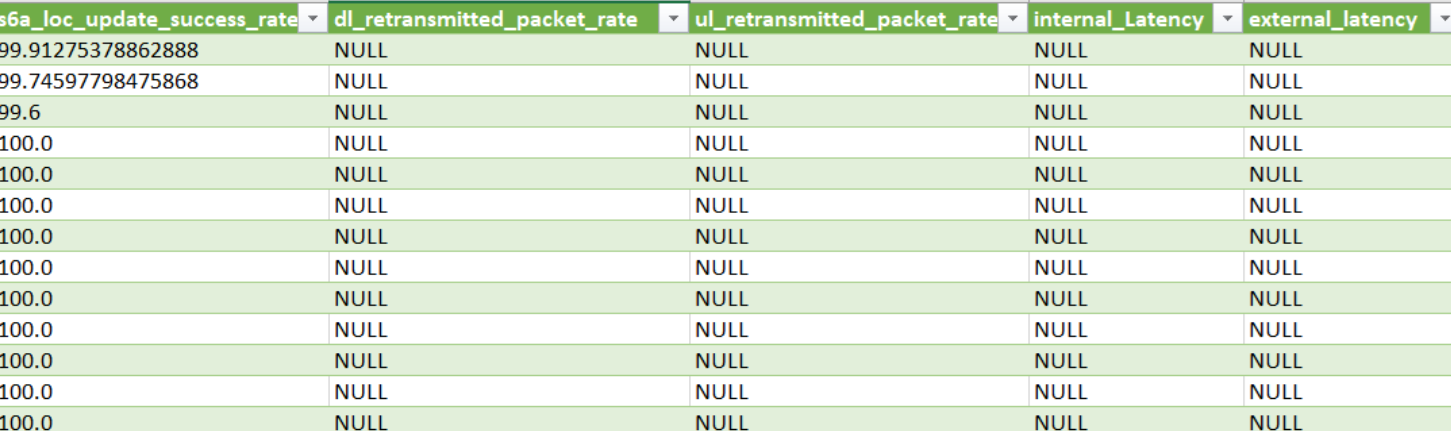 s6a_loc_update_success_rate dl_retransmitted_packet_rate ul_retransmitted_packet_rate internal_Latency external_latency
99.91275378862888 NULL NULL NULL NULL
99.74597798475868 NULL NULL NULL NULL
99.6 NULL NULL NULL NULL
100.0 NULL NULL NULL NULL
100.0 NULL NULL NULL NULL
100.0 NULL NULL NULL NULL
100.0 NULL NULL NULL NULL
100.0 NULL NULL NULL NULL
100.0 NULL NULL NULL NULL
100.0 NULL NULL NULL NULL
100.0 NULL NULL NULL NULL
100.0 NULL NULL NULL NULL
100.0 NULL NULL NULL NULL